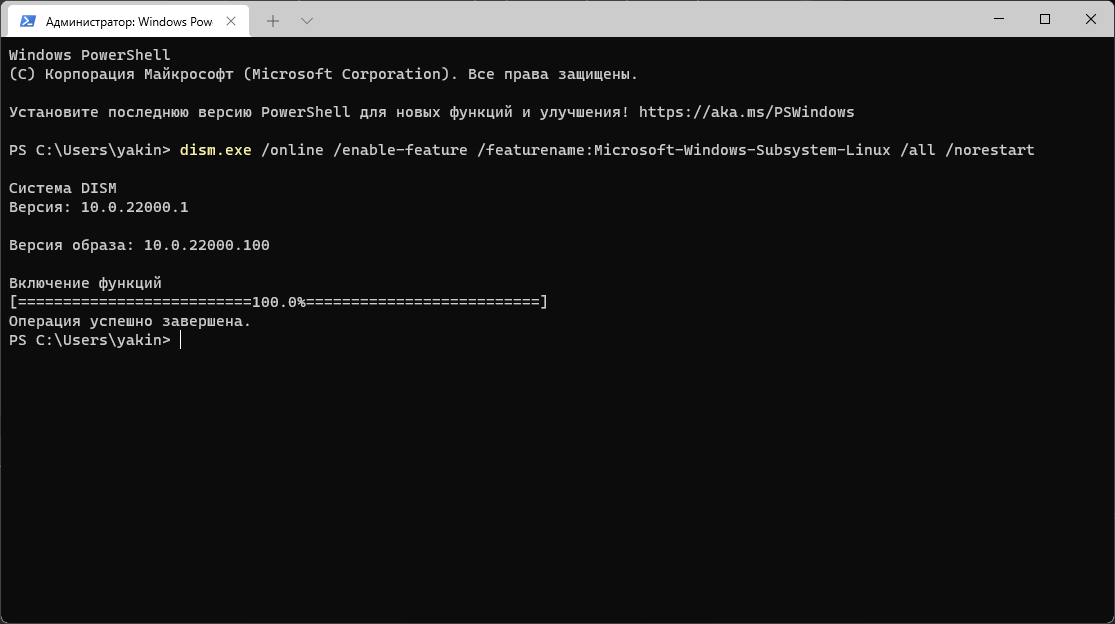 Администратор: Windows Pow
Windows PowerShell
(C) Корпорация Майкрософт (Microsoft Corporation). Все права защищены.
Установите последнюю версию PowerShell для новых функций и улучшения! https://aka.ms/PSWindows
PS C:\Users\yakin> dism.exe /online /enable-feature /featurename:Microsoft-Windows-Subsystem-Linux /all /norestart
Cистема DISM
Версия: 10.0.22000.1
Версия образа: 10.0.22000.100
Включение функций
[==========================100.0%==========================]
Операция успешно завершена.
PS C:\Users\yakin>